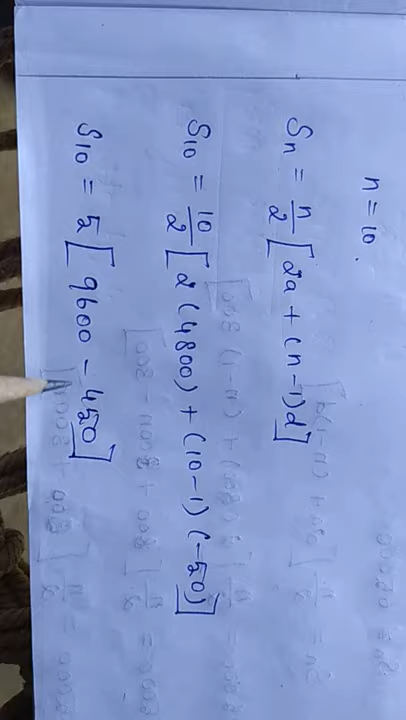 n = 10.
Sn = n/2 [2a + (n-1)d]
S10 = 10/2 [2(4800) + (10-1)(-50)]
S10 = 5[9600 - 450]